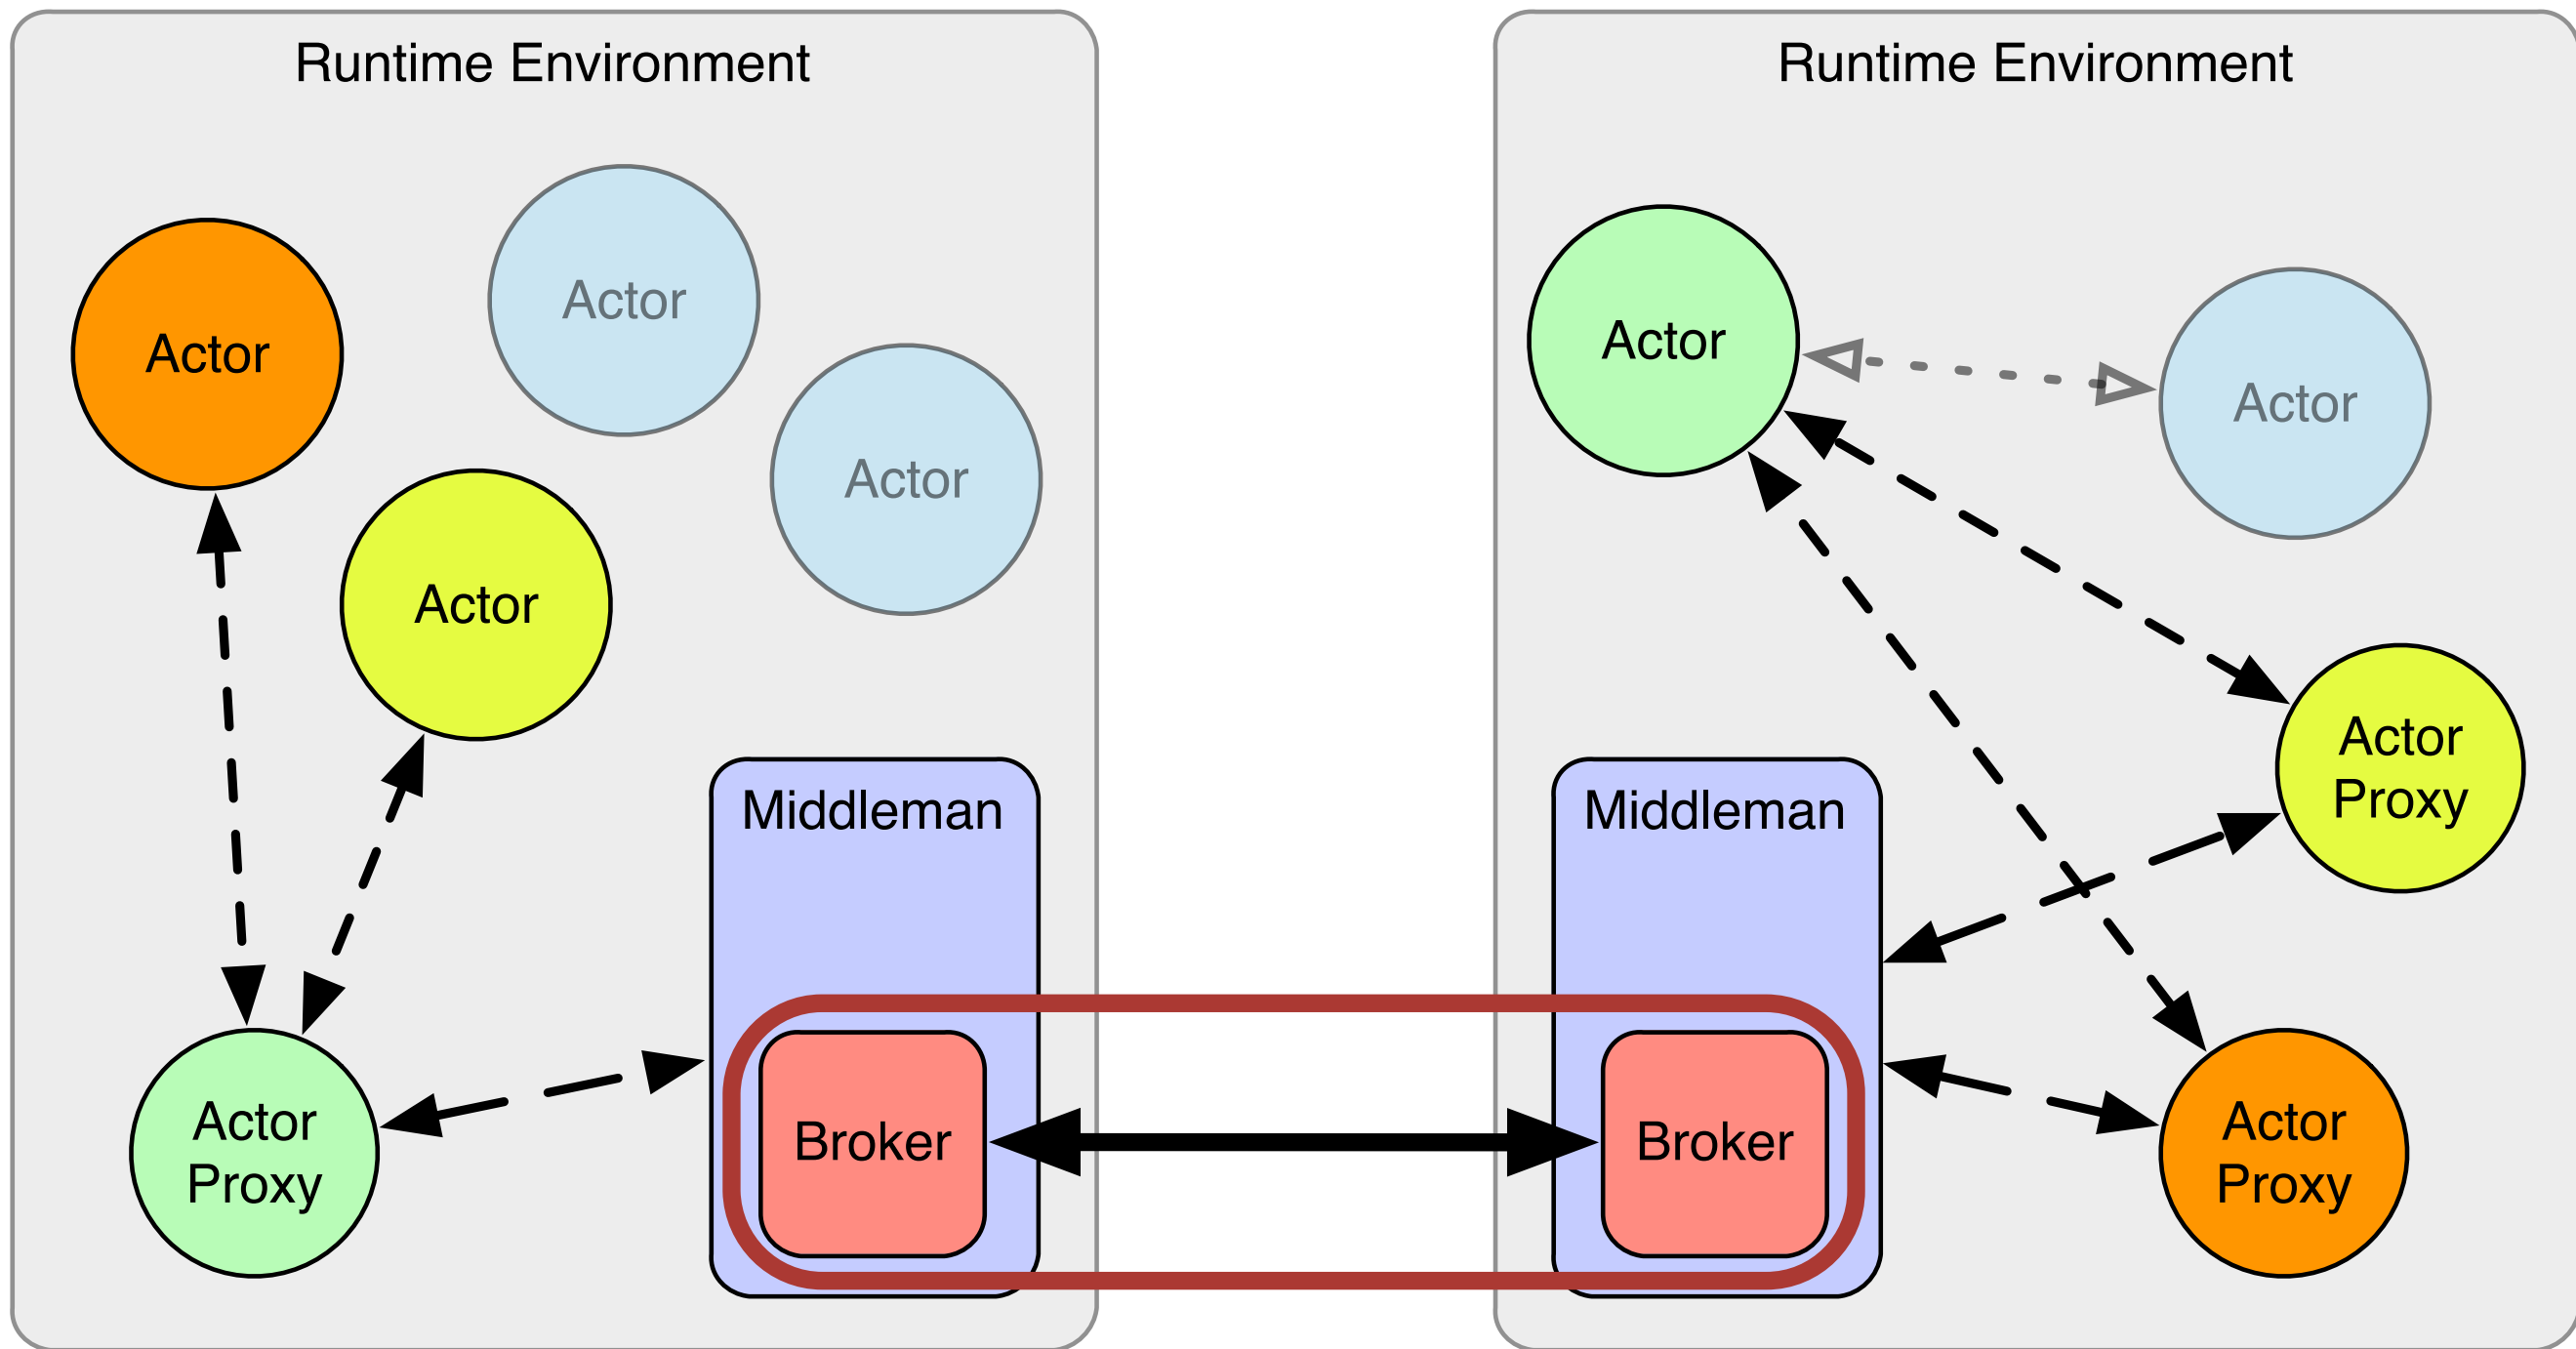 Runtime Environment
Actor
Actor
Actor
Actor
Middleman
Broker
Actor
Proxy
Runtime Environment
Actor
Actor
Actor
Proxy
Middleman
Broker
Actor
Proxy